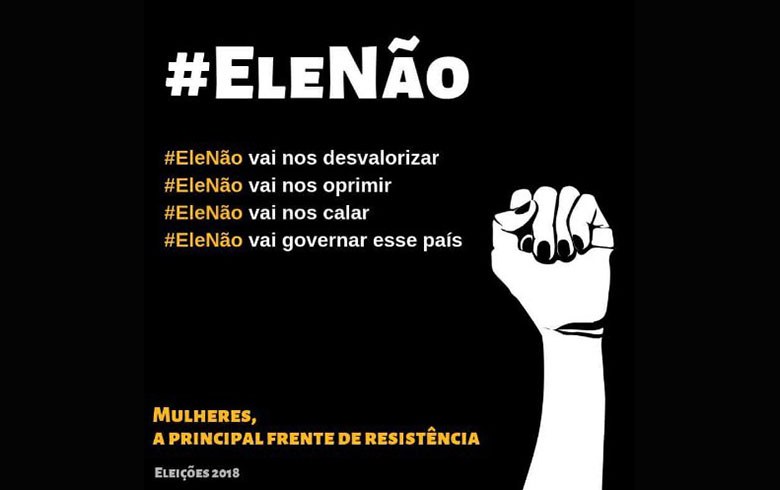 #EleNão
#EleNão vai nos desvalorizar
#EleNão vai nos oprimir
#EleNão vai nos calar
#EleNão vai governar esse país
Mulheres,
a principal frente de resistência
Eleições 2018